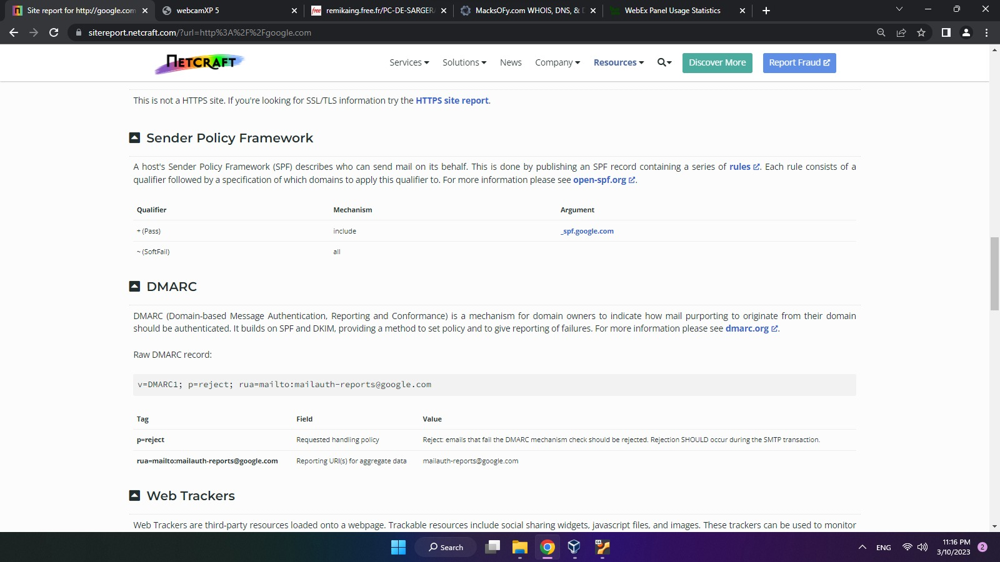 Site report for http://google.com
webcamXP 5
free remikaing.free.fr/PC-DE-SARGERA
MacksOFy.com WHOIS, DNS, & D
WebEx Panel Usage Statistics
sitereport.netcraft.com/?url=http%3A%2F%2Fgoogle.com
NETCRAFT
Services
Solutions
News
Company
Resources
Discover More
Report Fraud
This is not a HTTPS site. If you're looking for SSL/TLS information try the HTTPS site report.
Sender Policy Framework
A host's Sender Policy Framework (SPF) describes who can send mail on its behalf. This is done by publishing an SPF record containing a series of rules. Each rule consists of a
qualifier followed by a specification of which domains to apply this qualifier to. For more information please see open-spf.org.
Qualifier Mechanism Argument
+ (Pass) include _spf.google.com
~ (SoftFail) all
DMARC
DMARC (Domain-based Message Authentication, Reporting and Conformance) is a mechanism for domain owners to indicate how mail purporting to originate from their domain
should be authenticated. It builds on SPF and DKIM, providing a method to set policy and to give reporting of failures. For more information please see dmarc.org.
Raw DMARC record:
v=DMARC1; p=reject; rua=mailto:mailauth-reports@google.com
Tag Field Value
p=reject Requested handling policy Reject: emails that fail the DMARC mechanism check should be rejected. Rejection SHOULD occur during the SMTP transaction.
rua=mailto:mailauth-reports@google.com Reporting URI(s) for aggregate data mailauth-reports@google.com
Web Trackers
Web Trackers are third-party resources loaded onto a webpage. Trackable resources include social sharing widgets, javascript files, and images. These trackers can be used to monitor
Search
ENG
11:16 PM
3/10/2023
2